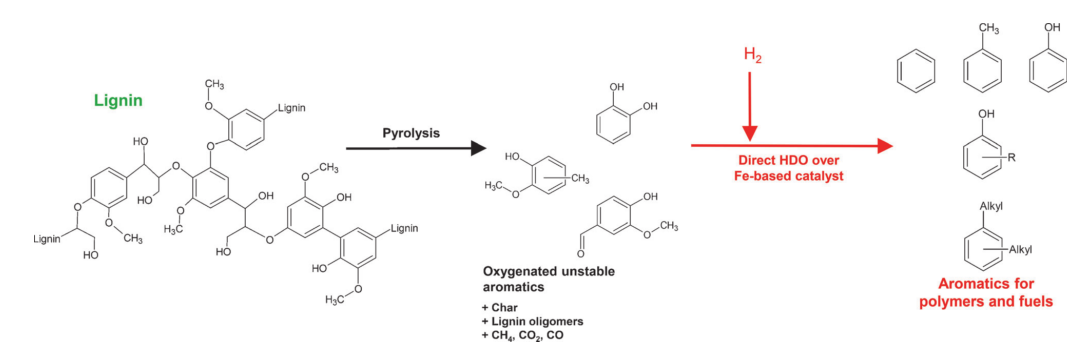 Lignin
CH₃
O
Lignin
HO
O
HO
O
O
CH₃
O
Lignin
HO
O
CH₃
OH
HO
O
O
CH₃
OH
HO
O
H₃C
Lignin
Pyrolysis
OH
OH
HO
H₃C
O
CH₃
OH
O
CH₃
O
Oxygenated unstable
aromatics
+ Char
+ Lignin oligomers
+ CH₄, CO₂, CO
H₂
Direct HDO over
Fe-based catalyst
CH₃
OH
OH
R
Alkyl
Alkyl
Aromatics for
polymers and fuels